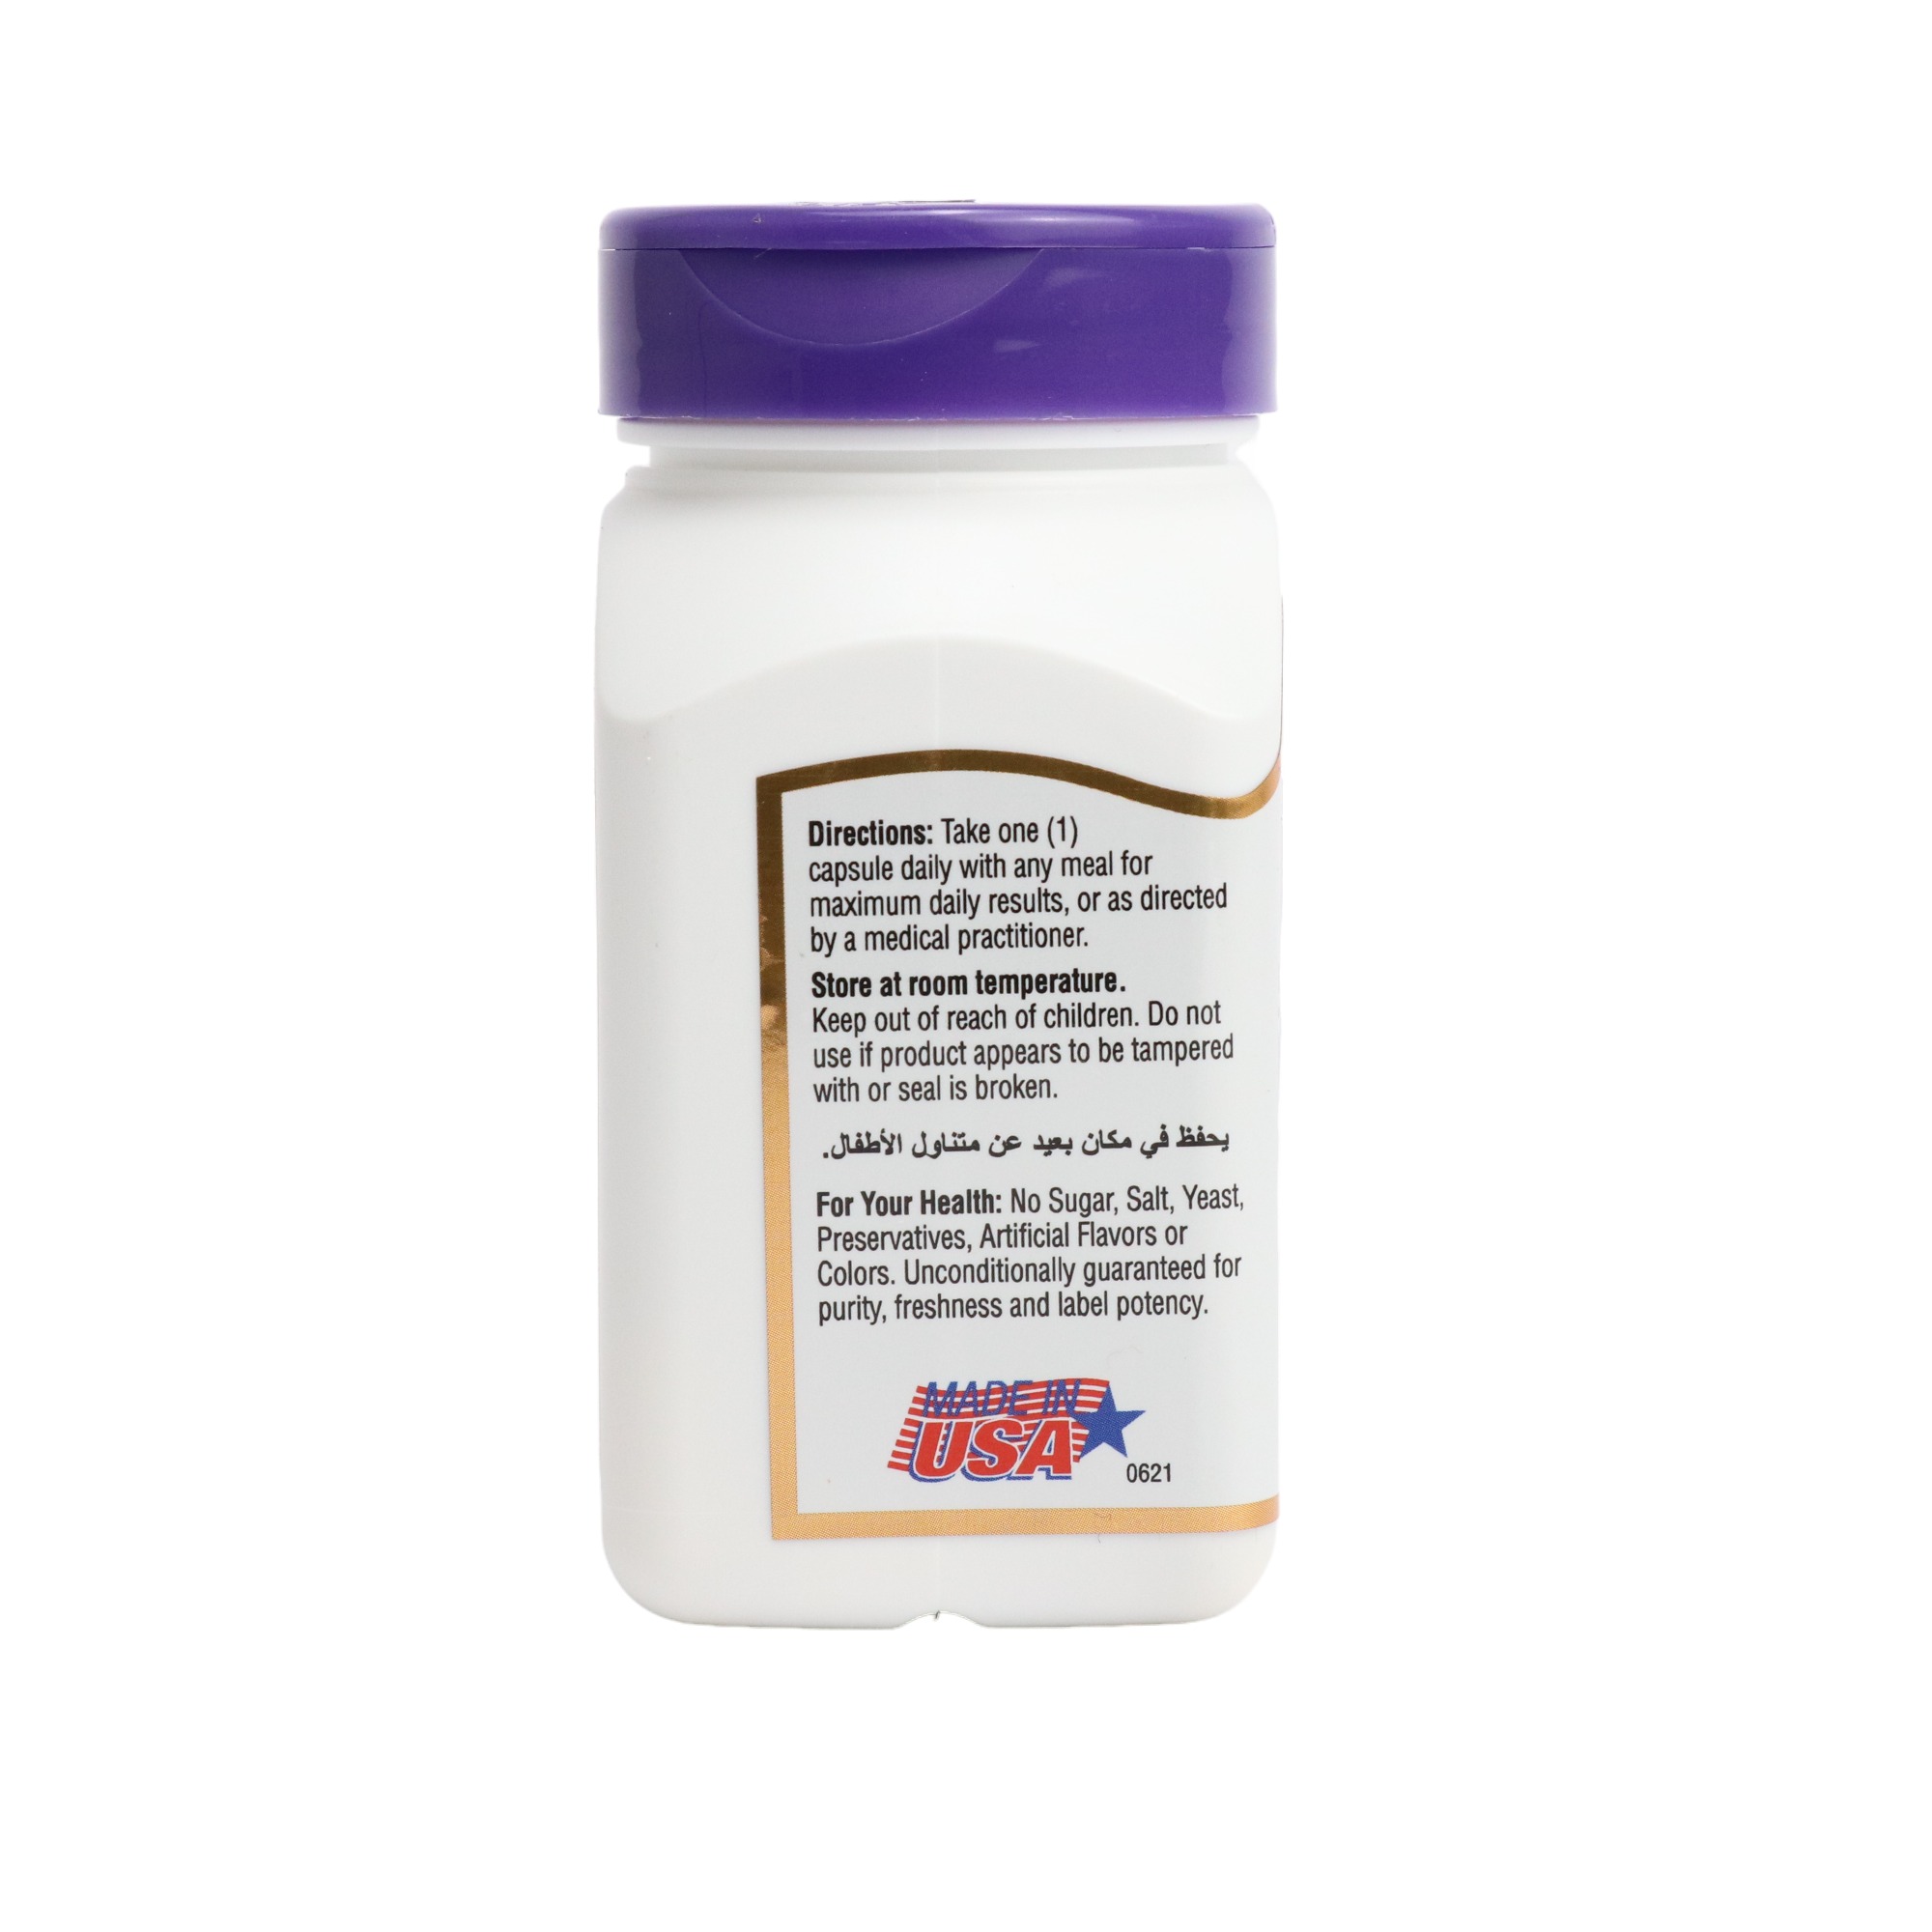 Directions: Take one (1)
capsule daily with any meal for
maximum daily results, or as directed
by a medical practitioner.
Store at room temperature.
Keep out of reach of children. Do not
use if product appears to be tampered
with or seal is broken.
يحفظ في مكان بعيد عن متناول الأطفال.
For Your Health: No Sugar, Salt, Yeast,
Preservatives, Artificial Flavors or
Colors. Unconditionally guaranteed for
purity, freshness and label potency.
MADE IN
USA
0621